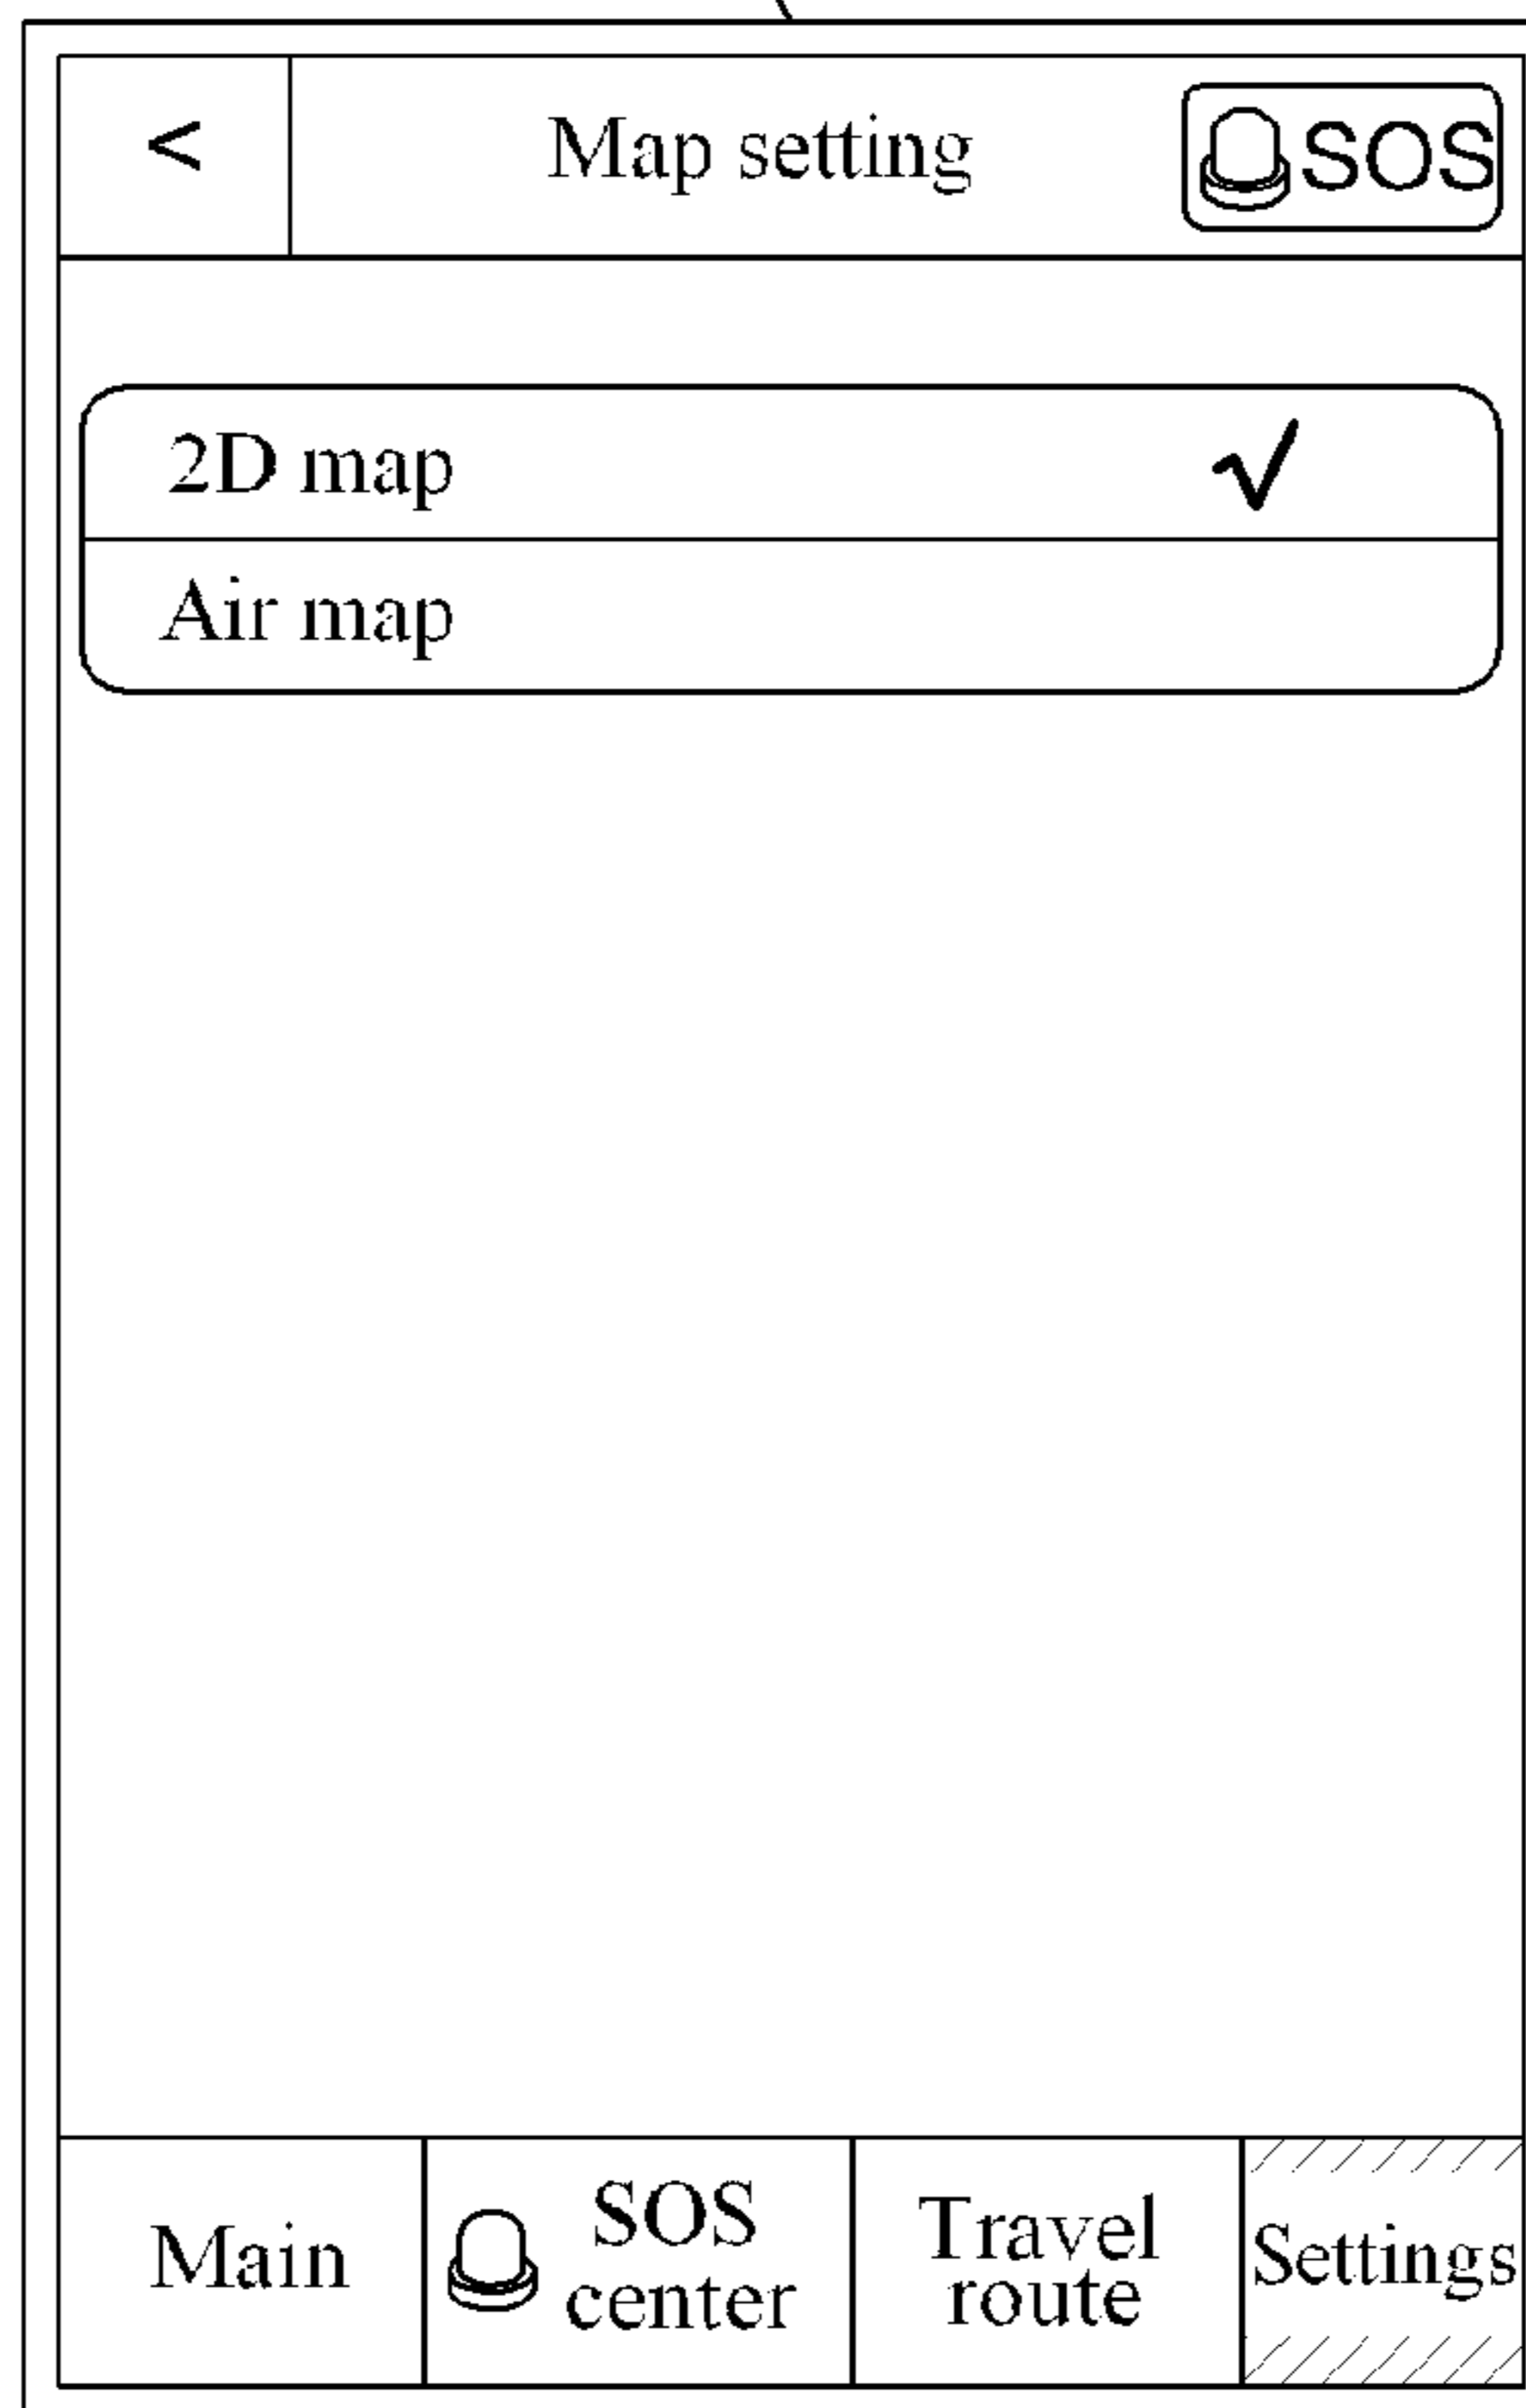 < Map setting SOS
2D map √
Air map
Main SOS center Travel route Settings